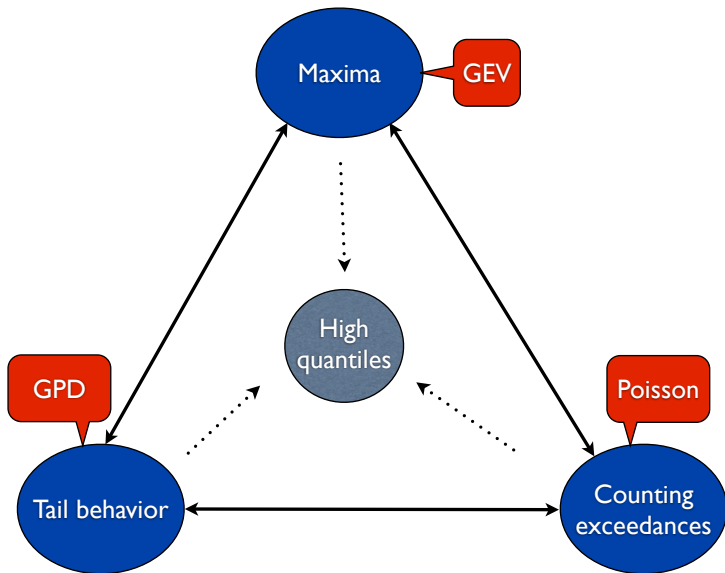 Maxima
GEV
High
quantiles
GPD
Poisson
Tail behavior
Counting
exceedances